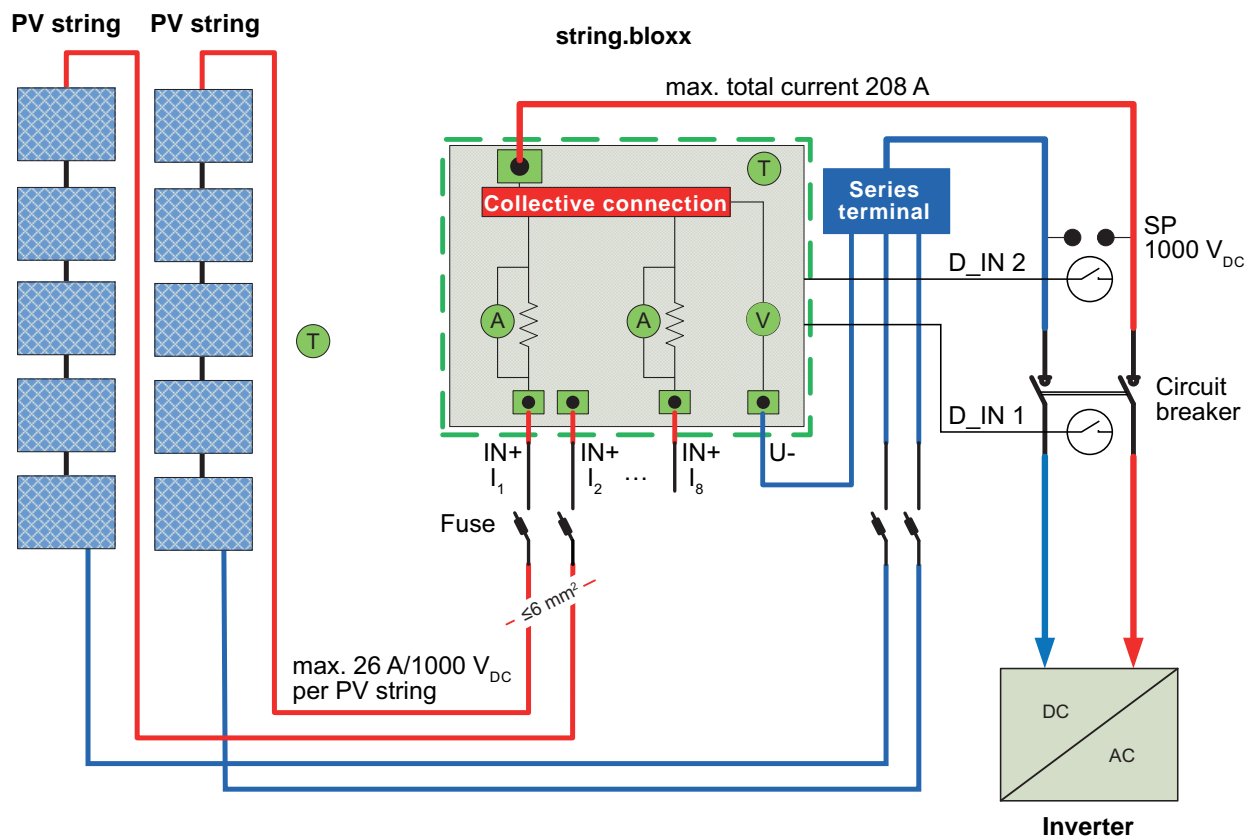 PV string
PV string
string.bloxx
max. total current 208 A
T
Collective connection
Series
terminal
SP
1000 V_DC
D_IN 2
A
A
V
T
D_IN 1
Circuit
breaker
IN+
I₁
IN+
I₂
…
IN+
I₈
U-
Fuse
≤6 mm²
max. 26 A/1000 V_DC
per PV string
DC
AC
Inverter